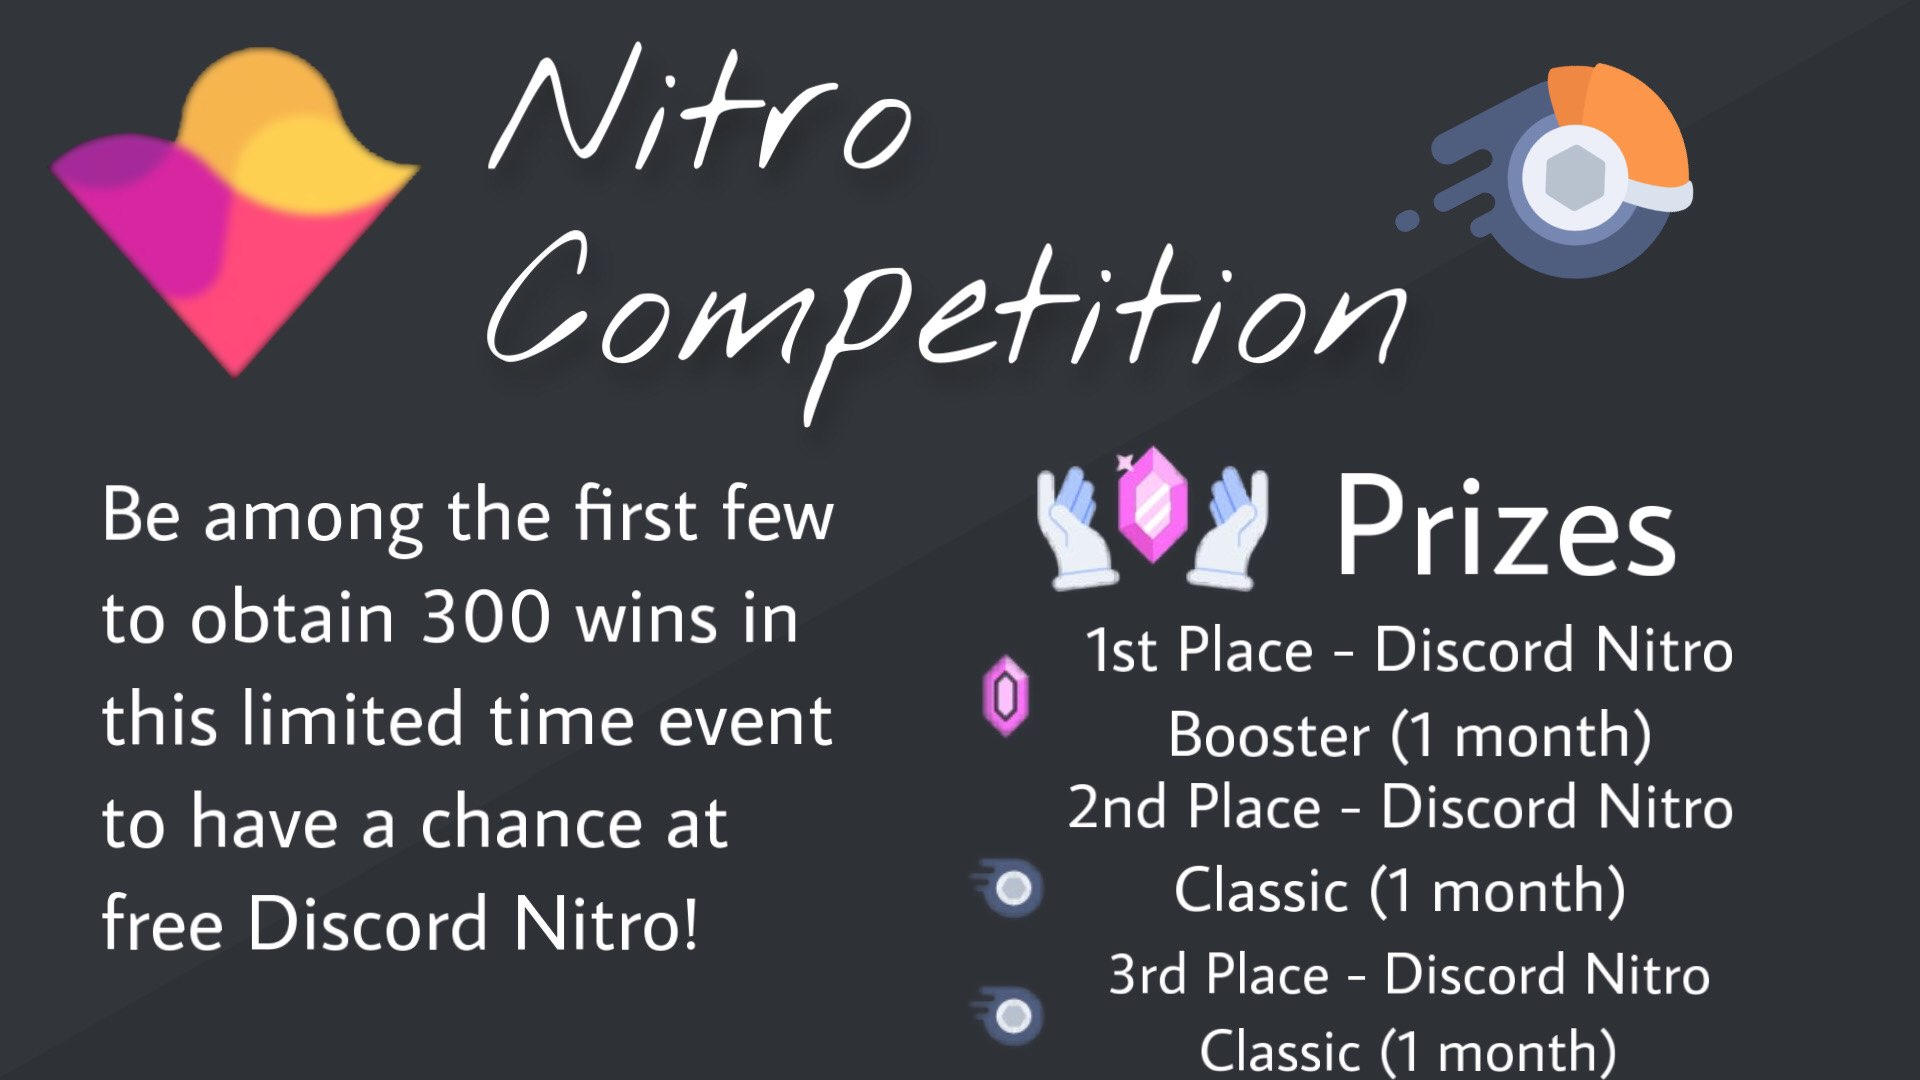 Nitro
Competition
Be among the first few
to obtain 300 wins in
this limited time event
to have a chance at
free Discord Nitro!
Prizes
1st Place - Discord Nitro
Booster (1 month)
2nd Place - Discord Nitro
Classic (1 month)
3rd Place - Discord Nitro
Classic (1 month)